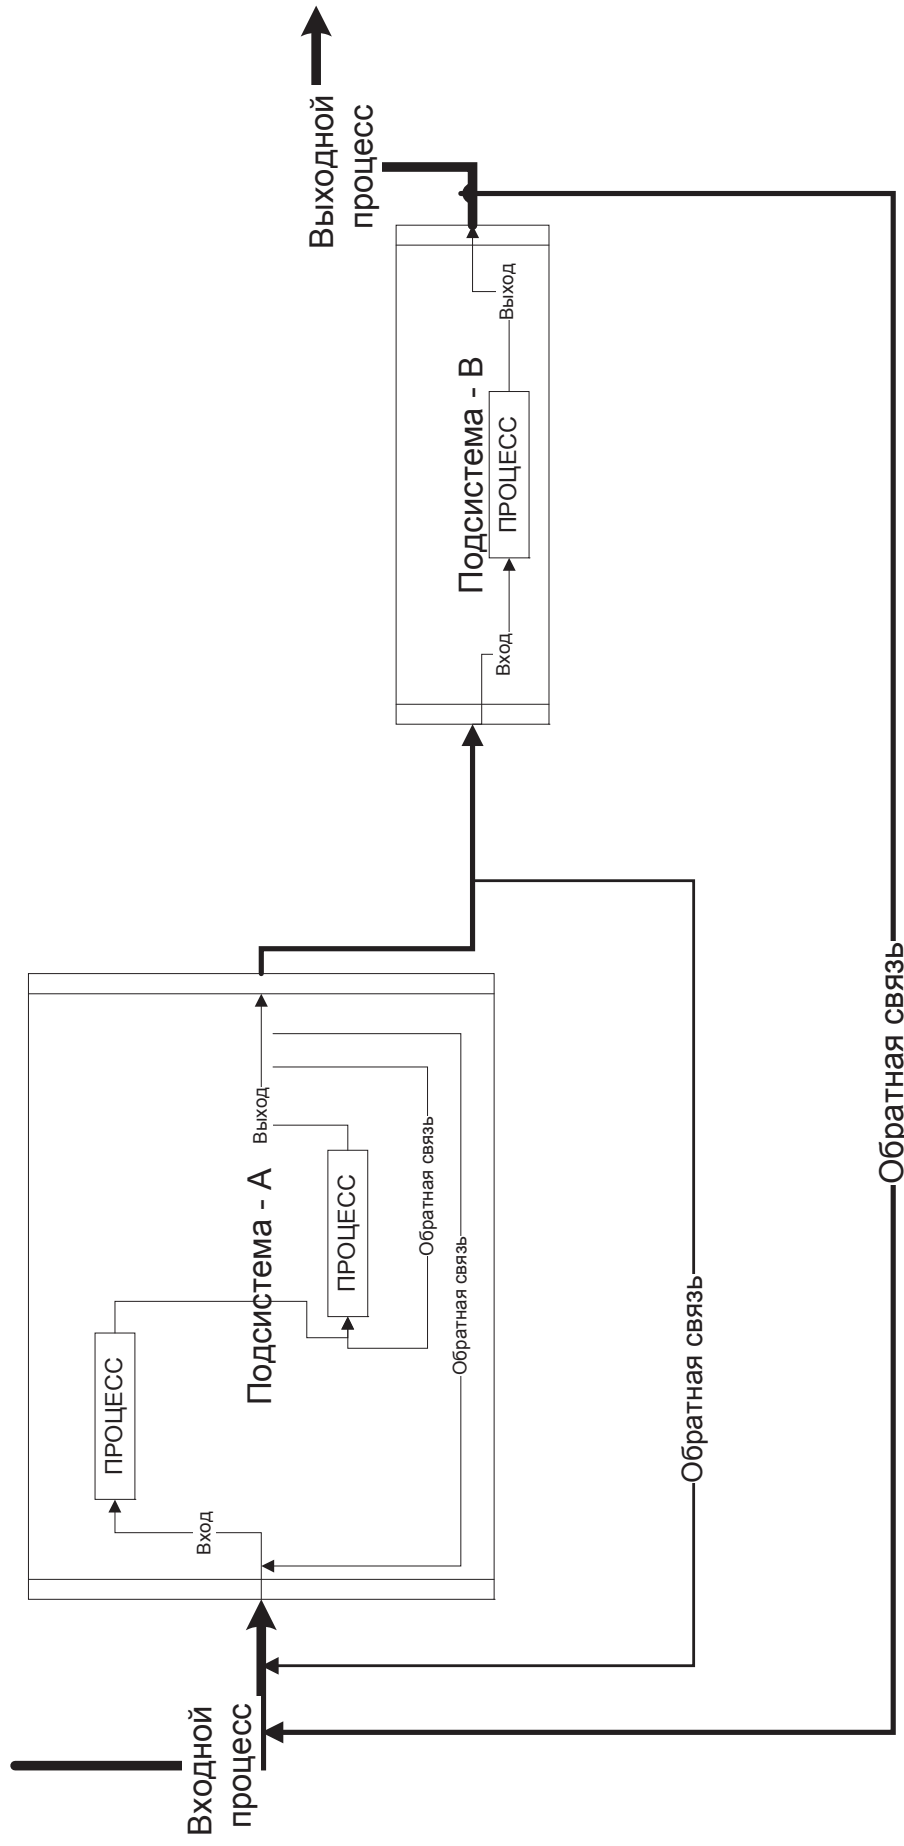 Входной
процесс
Вход
ПРОЦЕСС
Подсистема - А
ПРОЦЕСС
Выход
Обратная связь
Обратная связь
Подсистема - В
Вход
ПРОЦЕСС
Выход
Выходной
процесс
Обратная связь
Обратная связь